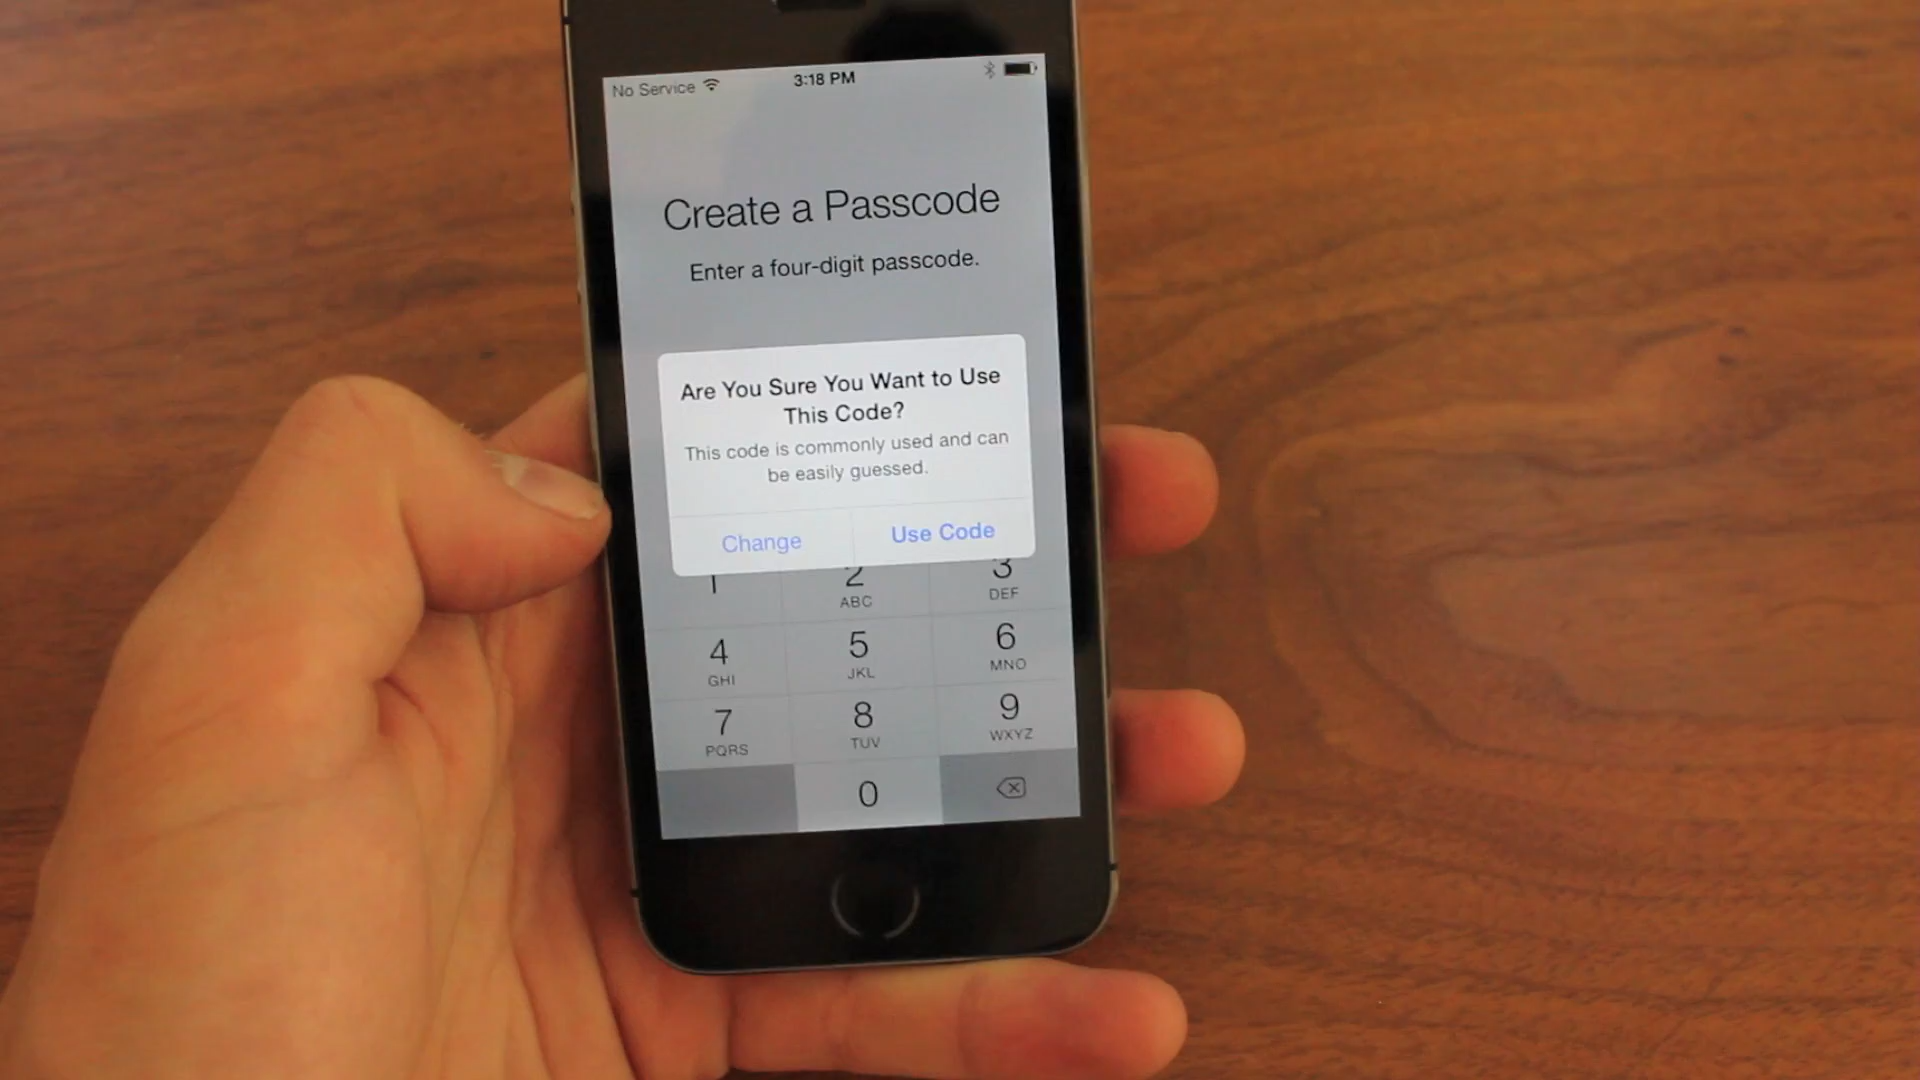 No Service 3:18 PM
Create a Passcode
Enter a four-digit passcode.
Are You Sure You Want to Use
This Code?
This code is commonly used and can
be easily guessed.
Change Use Code
1 2 3
ABC DEF
4 5 6
GHI JKL MNO
7 8 9
PQRS TUV WXYZ
0